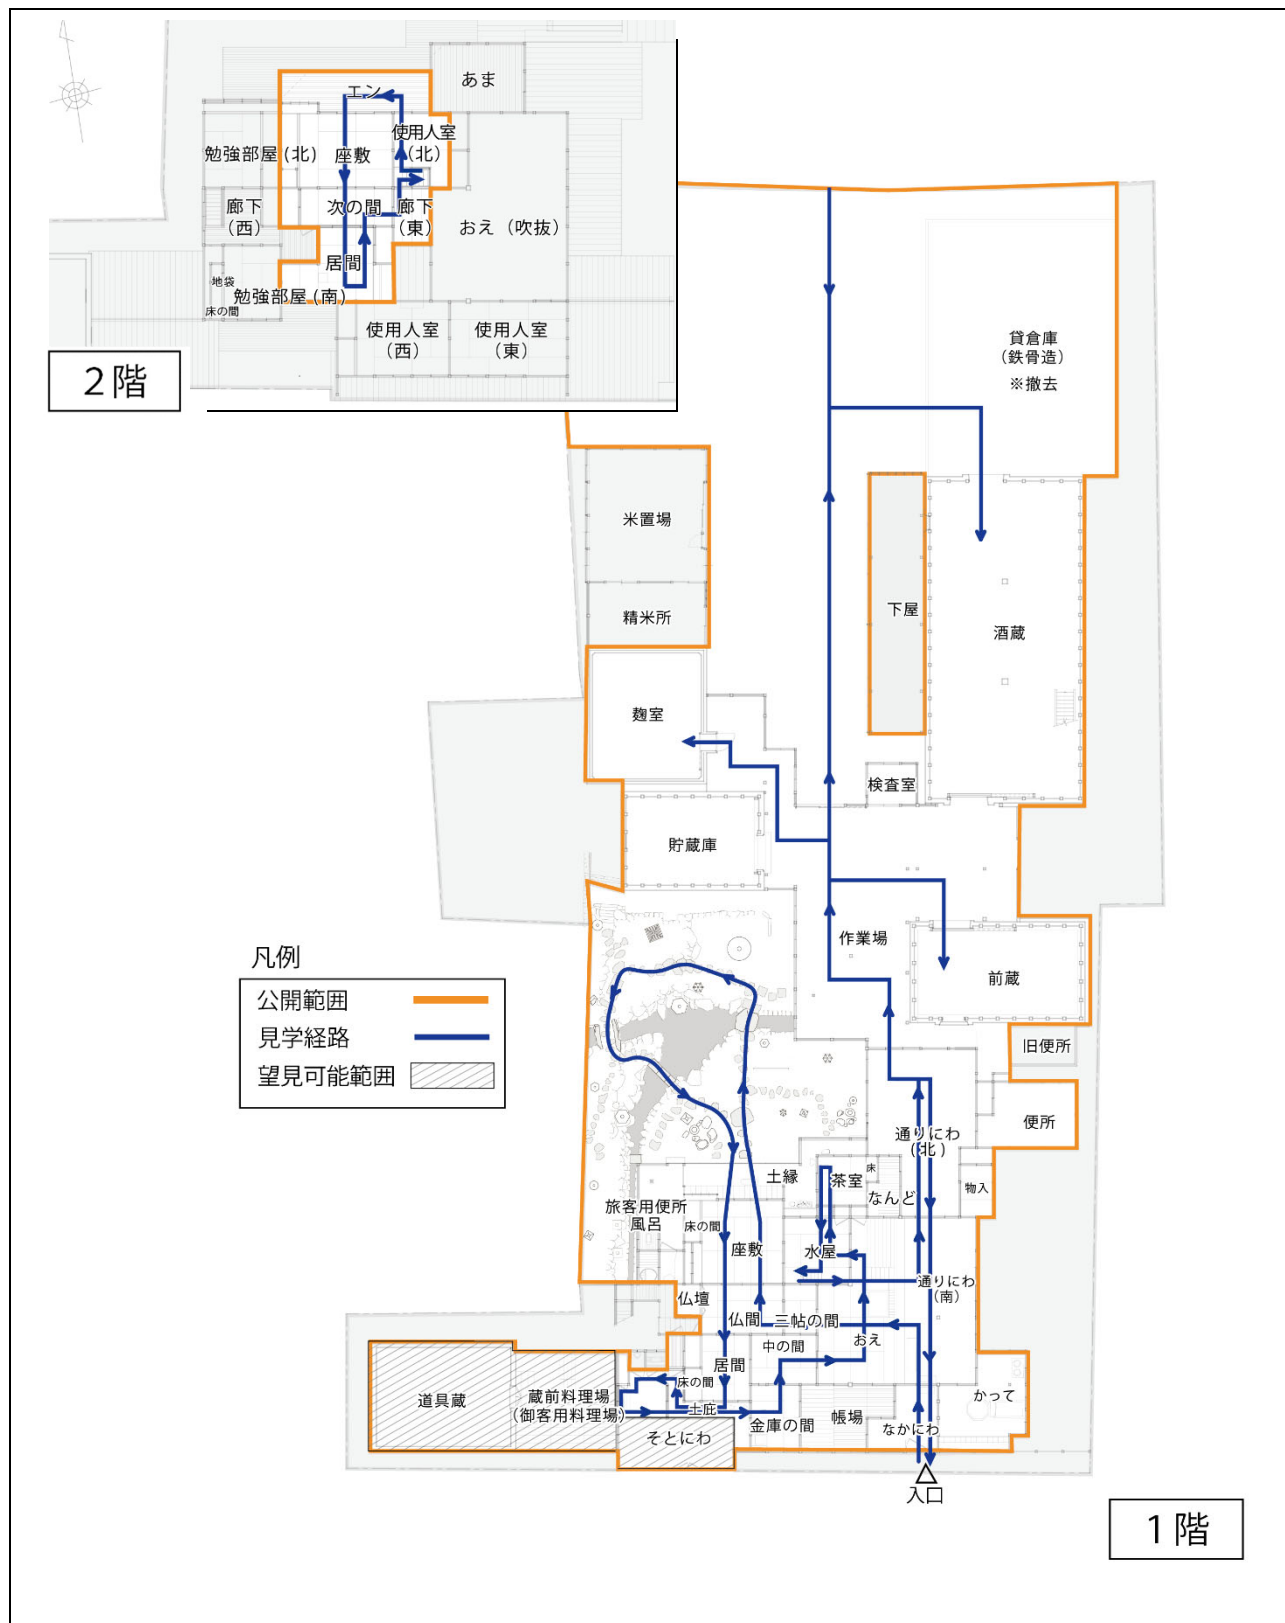 あま
エン
使用人室
（北）
勉強部屋（北）
座敷
廊下
（西）
次の間
廊下
（東）
おえ（吹抜）
居間
地袋
勉強部屋（南）
床の間
使用人室
（西）
使用人室
（東）
２階
貸倉庫
（鉄骨造）
※撤去
米置場
下屋
精米所
酒蔵
麹室
検査室
貯蔵庫
作業場
前蔵
凡例
公開範囲
見学経路
望見可能範囲
旧便所
便所
通りにわ
（北）
土縁
茶室
床
なんど
物入
旅客用便所
風呂
床の間
座敷
水屋
通りにわ
（南）
仏壇
仏間
三帖の間
おえ
中の間
居間
床の間
道具蔵
蔵前料理場
（御客用料理場）
土庇
かって
帳場
金庫の間
なかにわ
そとにわ
入口
１階